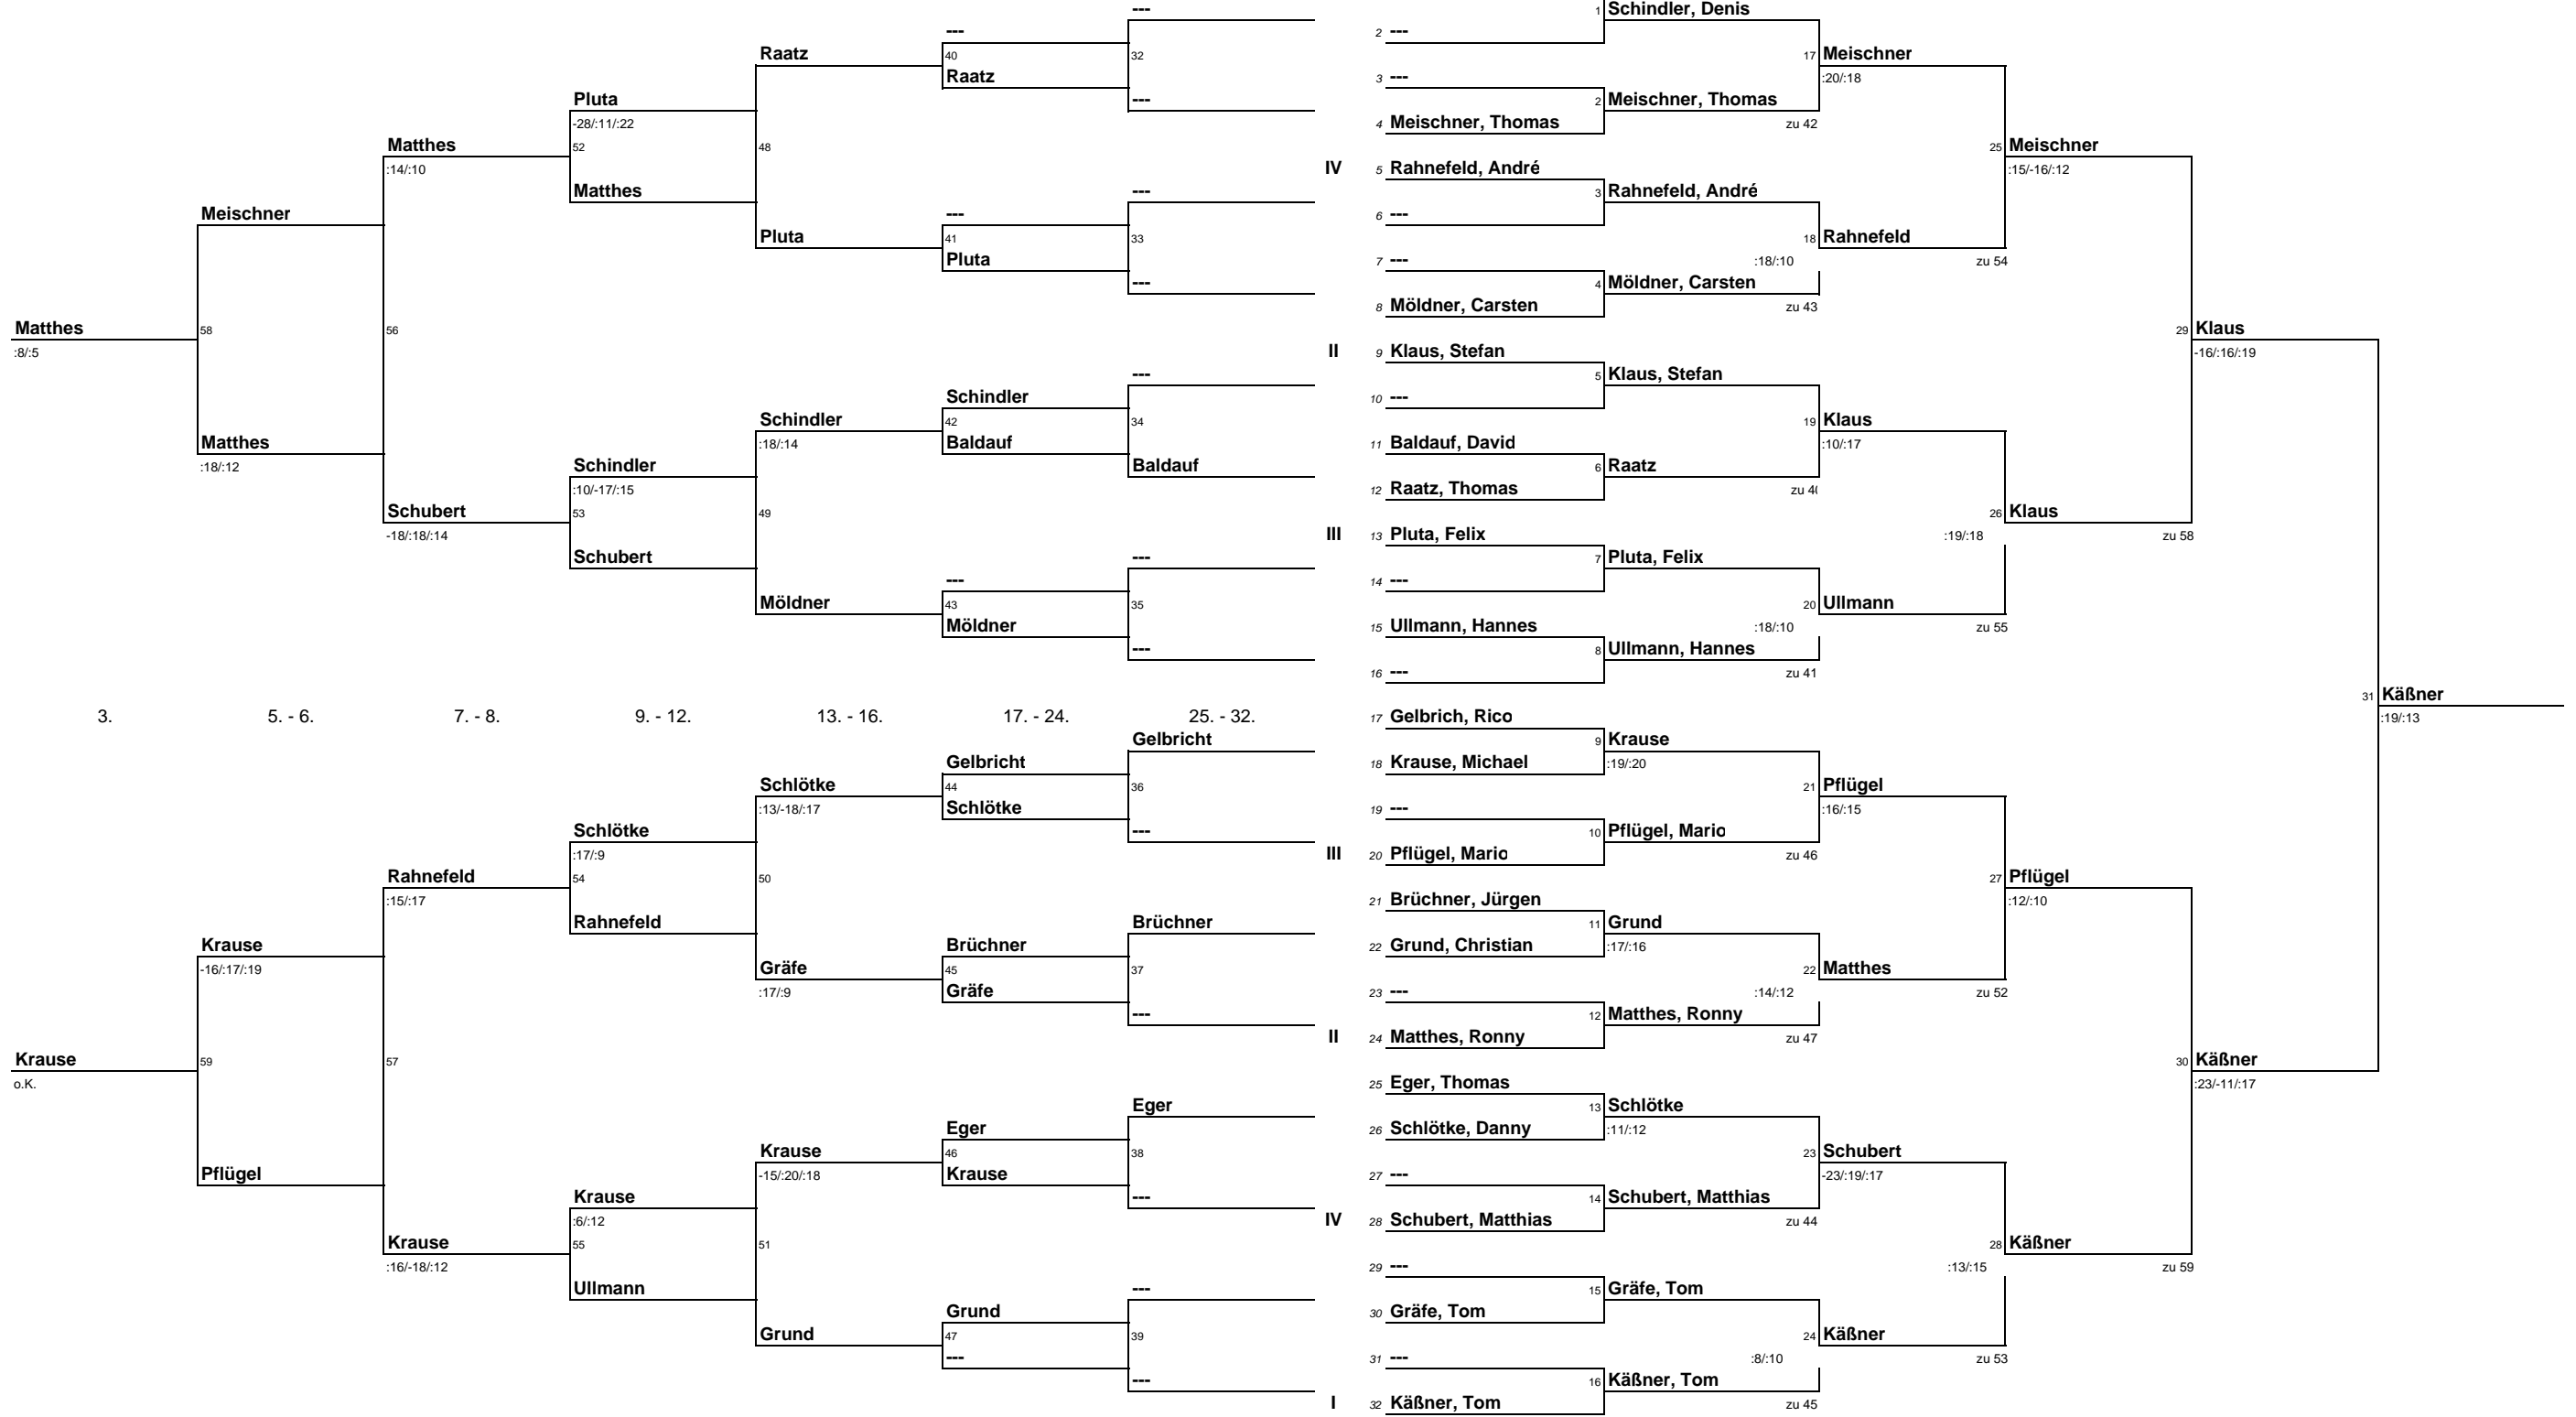 --- 1 Schindler, Denis
--- 2 ---
Raatz 40 32 17 Meischner
Raatz 3 --- :20/:18
Pluta --- 2 Meischner, Thomas
-28/:11/:22 4 Meischner, Thomas zu 42
Matthes 52 48 25 Meischner
:14/:10 IV 5 Rahnefeld, André :15/-16/:12
Matthes --- 3 Rahnefeld, André
Meischner --- 6 ---
Pluta 41 33 18 Rahnefeld
Pluta 7 --- :18/:10 zu 54
--- 4 Möldner, Carsten
8 Möldner, Carsten zu 43
Matthes 58 56 29 Klaus
:8/:5 II 9 Klaus, Stefan -16/:16/:19
--- 5 Klaus, Stefan
Schindler 10 ---
Schindler 42 34 19 Klaus
Matthes :18/:14 Baldauf 11 Baldauf, David :10/:17
:18/:12 Schindler Baldauf 6 Raatz
:10/-17/:15 12 Raatz, Thomas zu 4
Schubert 53 49 26 Klaus
-18/:18/:14 III 13 Pluta, Felix :19/:18 zu 58
Schubert --- 7 Pluta, Felix
--- 14 ---
Möldner 43 35 20 Ullmann
Möldner 15 Ullmann, Hannes :18/:10 zu 55
--- 8 Ullmann, Hannes
16 --- zu 41
31 Käßner
3. 5. - 6. 7. - 8. 9. - 12. 13. - 16. 17. - 24. 25. - 32. 17 Gelbrich, Rico :19/:13
Gelbricht 9 Krause
Gelbricht 18 Krause, Michael :19/:20
Schlötke 44 36 21 Pflügel
:13/-18/:17 Schlötke 19 --- :16/:15
Schlötke --- 10 Pflügel, Mario
:17/:9 III 20 Pflügel, Mario zu 46
Rahnefeld 54 50 27 Pflügel
:15/:17 21 Brüchner, Jürgen :12/:10
Rahnefeld Brüchner 11 Grund
Krause Brüchner 22 Grund, Christian :17/:16
-16/:17/:19 Gräfe 45 37 22 Matthes
:17/:9 Gräfe 23 --- :14/:12 zu 52
--- 12 Matthes, Ronny
II 24 Matthes, Ronny zu 47
Krause 59 57 30 Käßner
o.K. 25 Eger, Thomas :23/-11/:17
Eger 13 Schlötke
Eger 26 Schlötke, Danny :11/:12
Krause 46 38 23 Schubert
Pflügel -15/:20/:18 Krause 27 --- -23/:19/:17
Krause --- 14 Schubert, Matthias
:6/:12 IV 28 Schubert, Matthias zu 44
Krause 55 51 28 Käßner
:16/-18/:12 29 --- :13/:15 zu 59
Ullmann --- 15 Gräfe, Tom
Grund 30 Gräfe, Tom
Grund 47 39 24 Käßner
--- 31 --- :8/:10 zu 53
--- 16 Käßner, Tom
I 32 Käßner, Tom zu 45